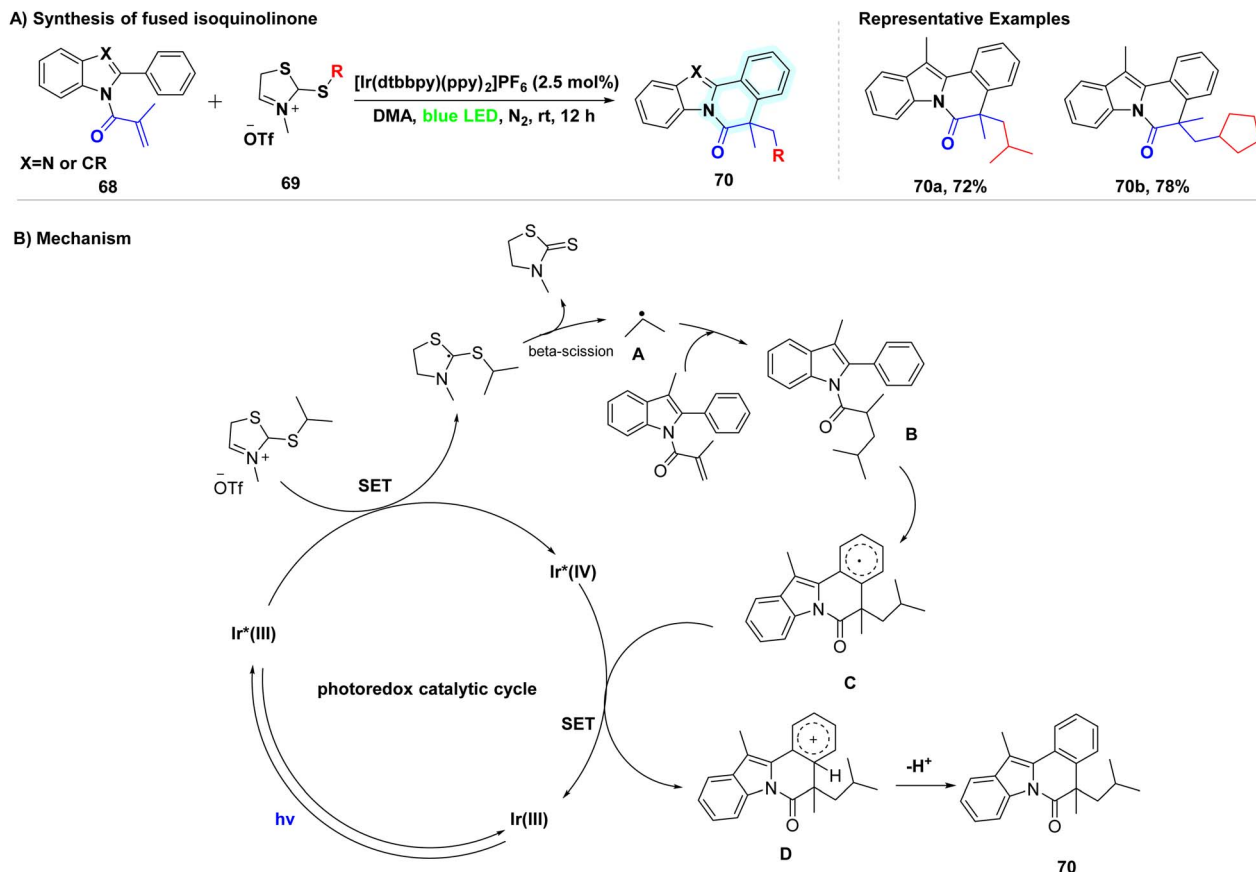 A) Synthesis of fused isoquinolinone
Representative Examples
X
N
O
X=N or CR
68
+
S
S
R
N
+
−
OTf
69
[Ir(dtbbpy)(ppy)2]PF6 (2.5 mol%)
DMA, blue LED, N2, rt, 12 h
X
N
O
R
70
N
O
70a, 72%
N
O
70b, 78%
B) Mechanism
S
S
N
S
S
N
beta-scission
A
N
O
N
O
B
S
S
N
+
−
OTf
SET
Ir*(IV)
Ir*(III)
photoredox catalytic cycle
SET
hv
Ir(III)
N
O
C
+
H
N
O
D
-H+
N
O
70